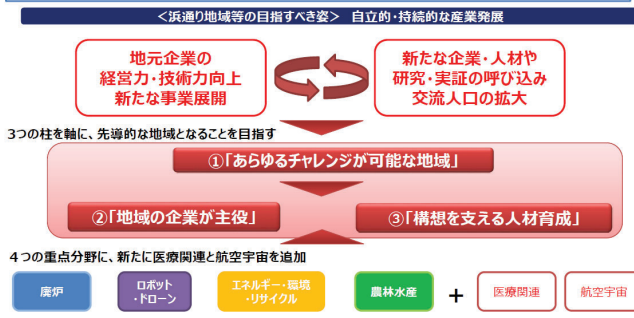 <浜通り地域等の目指すべき姿> 自立的・持続的な産業発展
地元企業の
経営力・技術力向上
新たな事業展開
新たな企業・人材や
研究・実証の呼び込み
交流人口の拡大
3つの柱を軸に、先導的な地域となることを目指す
①「あらゆるチャレンジが可能な地域」
②「地域の企業が主役」
③「構想を支える人材育成」
4つの重点分野に、新たに医療関連と航空宇宙を追加
廃炉
ロボット
・ドローン
エネルギー・環境
・リサイクル
農林水産
+
医療関連
航空宇宙